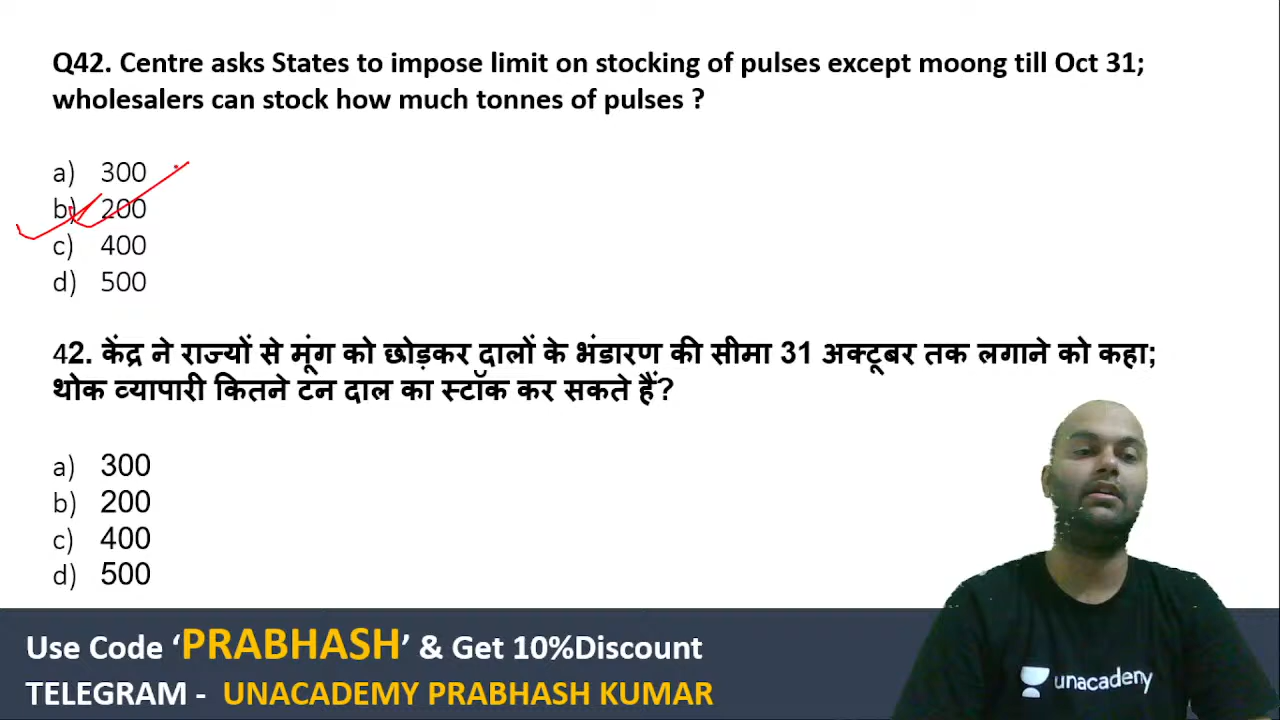 Q42. Centre asks States to impose limit on stocking of pulses except moong till Oct 31;
wholesalers can stock how much tonnes of pulses ?
a) 300
b) 200
c) 400
d) 500
42. केंद्र ने राज्यों से मूंग को छोड़कर दालों के भंडारण की सीमा 31 अक्टूबर तक लगाने को कहा;
थोक व्यापारी कितने टन दाल का स्टॉक कर सकते हैं?
a) 300
b) 200
c) 400
d) 500
unacademy
Use Code ‘PRABHASH’ & Get 10%Discount
TELEGRAM - UNACADEMY PRABHASH KUMAR